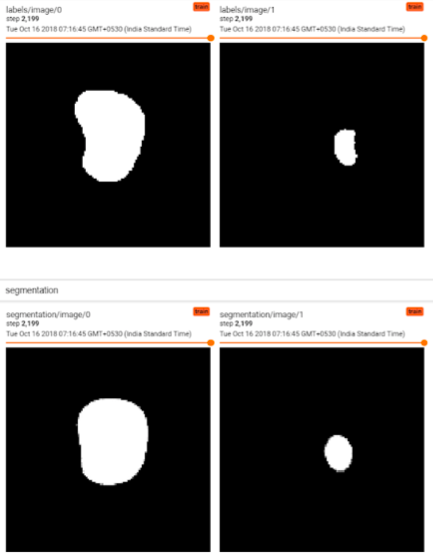 labels/image/0
train
step 2,199
Tue Oct 16 2018 07:16:45 GMT+0530 (India Standard Time)
labels/image/1
train
step 2,199
Tue Oct 16 2018 07:16:45 GMT+0530 (India Standard Time)
segmentation
segmentation/image/0
train
step 2,199
Tue Oct 16 2018 07:16:45 GMT+0530 (India Standard Time)
segmentation/image/1
train
step 2,199
Tue Oct 16 2018 07:16:45 GMT+0530 (India Standard Time)